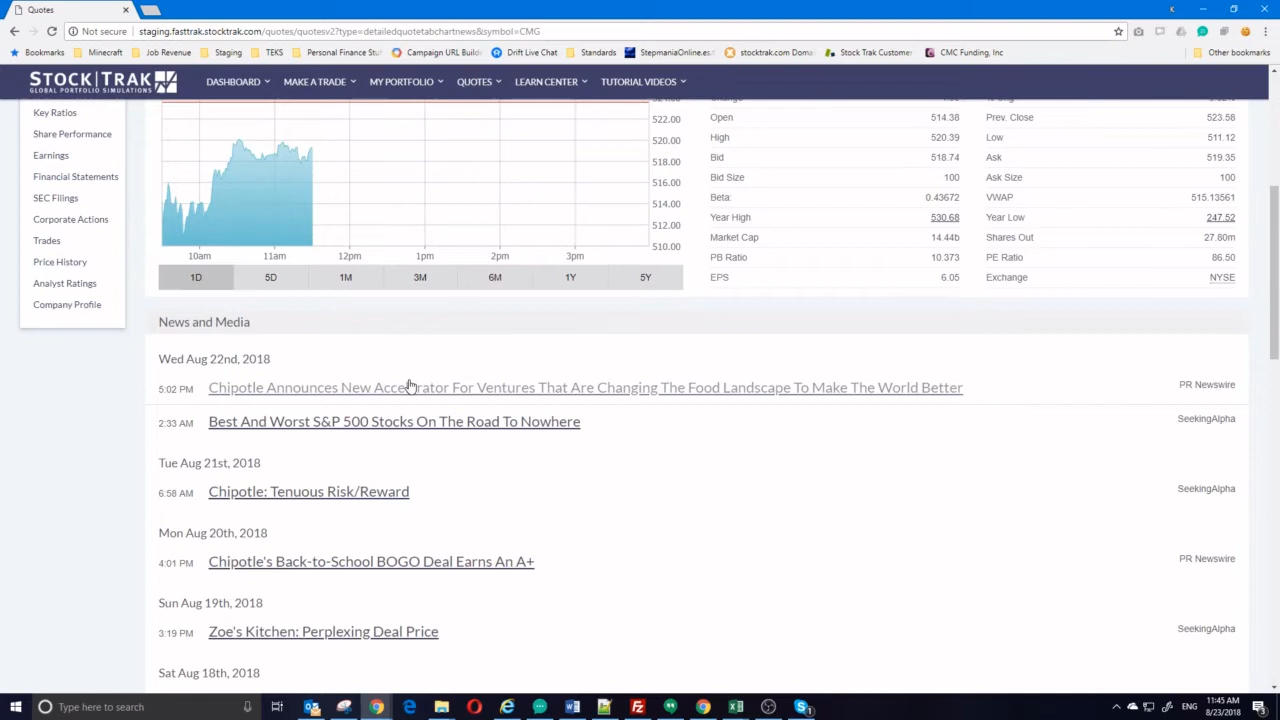 Quotes
Not secure | staging.fasttrak.stocktrak.com/quotes/quotesv2?type=detailedquotetabchartnews&symbol=CMG
Bookmarks Minecraft Job Revenue Staging TEKS Personal Finance Stu Campaign URL Builde Drift Live Chat Standards StepmaniaOnline.es stocktrak.com Doma Stock Trak Customer CMC Funding, Inc Other bookmarks
STOCK|TRAK
GLOBAL PORTFOLIO SIMULATIONS
DASHBOARD MAKE A TRADE MY PORTFOLIO QUOTES LEARN CENTER TUTORIAL VIDEOS
Key Ratios
Share Performance
Earnings
Financial Statements
SEC Filings
Corporate Actions
Trades
Price History
Analyst Ratings
Company Profile
522.00
520.00
518.00
516.00
514.00
512.00
510.00
10am 11am 12pm 1pm 2pm 3pm
1D 5D 1M 3M 6M 1Y 5Y
Open 514.38 Prev. Close 523.58
High 520.39 Low 511.12
Bid 518.74 Ask 519.35
Bid Size 100 Ask Size 100
Beta: 0.43672 VWAP 515.13561
Year High 530.68 Year Low 247.52
Market Cap 14.44b Shares Out 27.80m
PB Ratio 10.373 PE Ratio 86.50
EPS 6.05 Exchange NYSE
News and Media
Wed Aug 22nd, 2018
5:02 PM Chipotle Announces New Accelerator For Ventures That Are Changing The Food Landscape To Make The World Better PR Newswire
2:33 AM Best And Worst S&P 500 Stocks On The Road To Nowhere SeekingAlpha
Tue Aug 21st, 2018
6:58 AM Chipotle: Tenuous Risk/Reward SeekingAlpha
Mon Aug 20th, 2018
4:01 PM Chipotle's Back-to-School BOGO Deal Earns An A+ PR Newswire
Sun Aug 19th, 2018
3:19 PM Zoe's Kitchen: Perplexing Deal Price SeekingAlpha
Sat Aug 18th, 2018
Type here to search
11:45 AM
8/23/2018